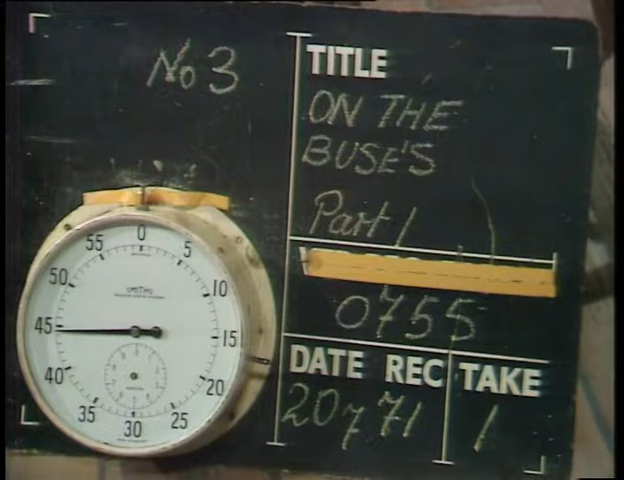 No 3
TITLE
ON THE
BUSE'S
Part 1
0755
DATE REC
TAKE
20 7 71
1
0
5
10
15
20
25
30
35
40
45
50
55
SMITHS